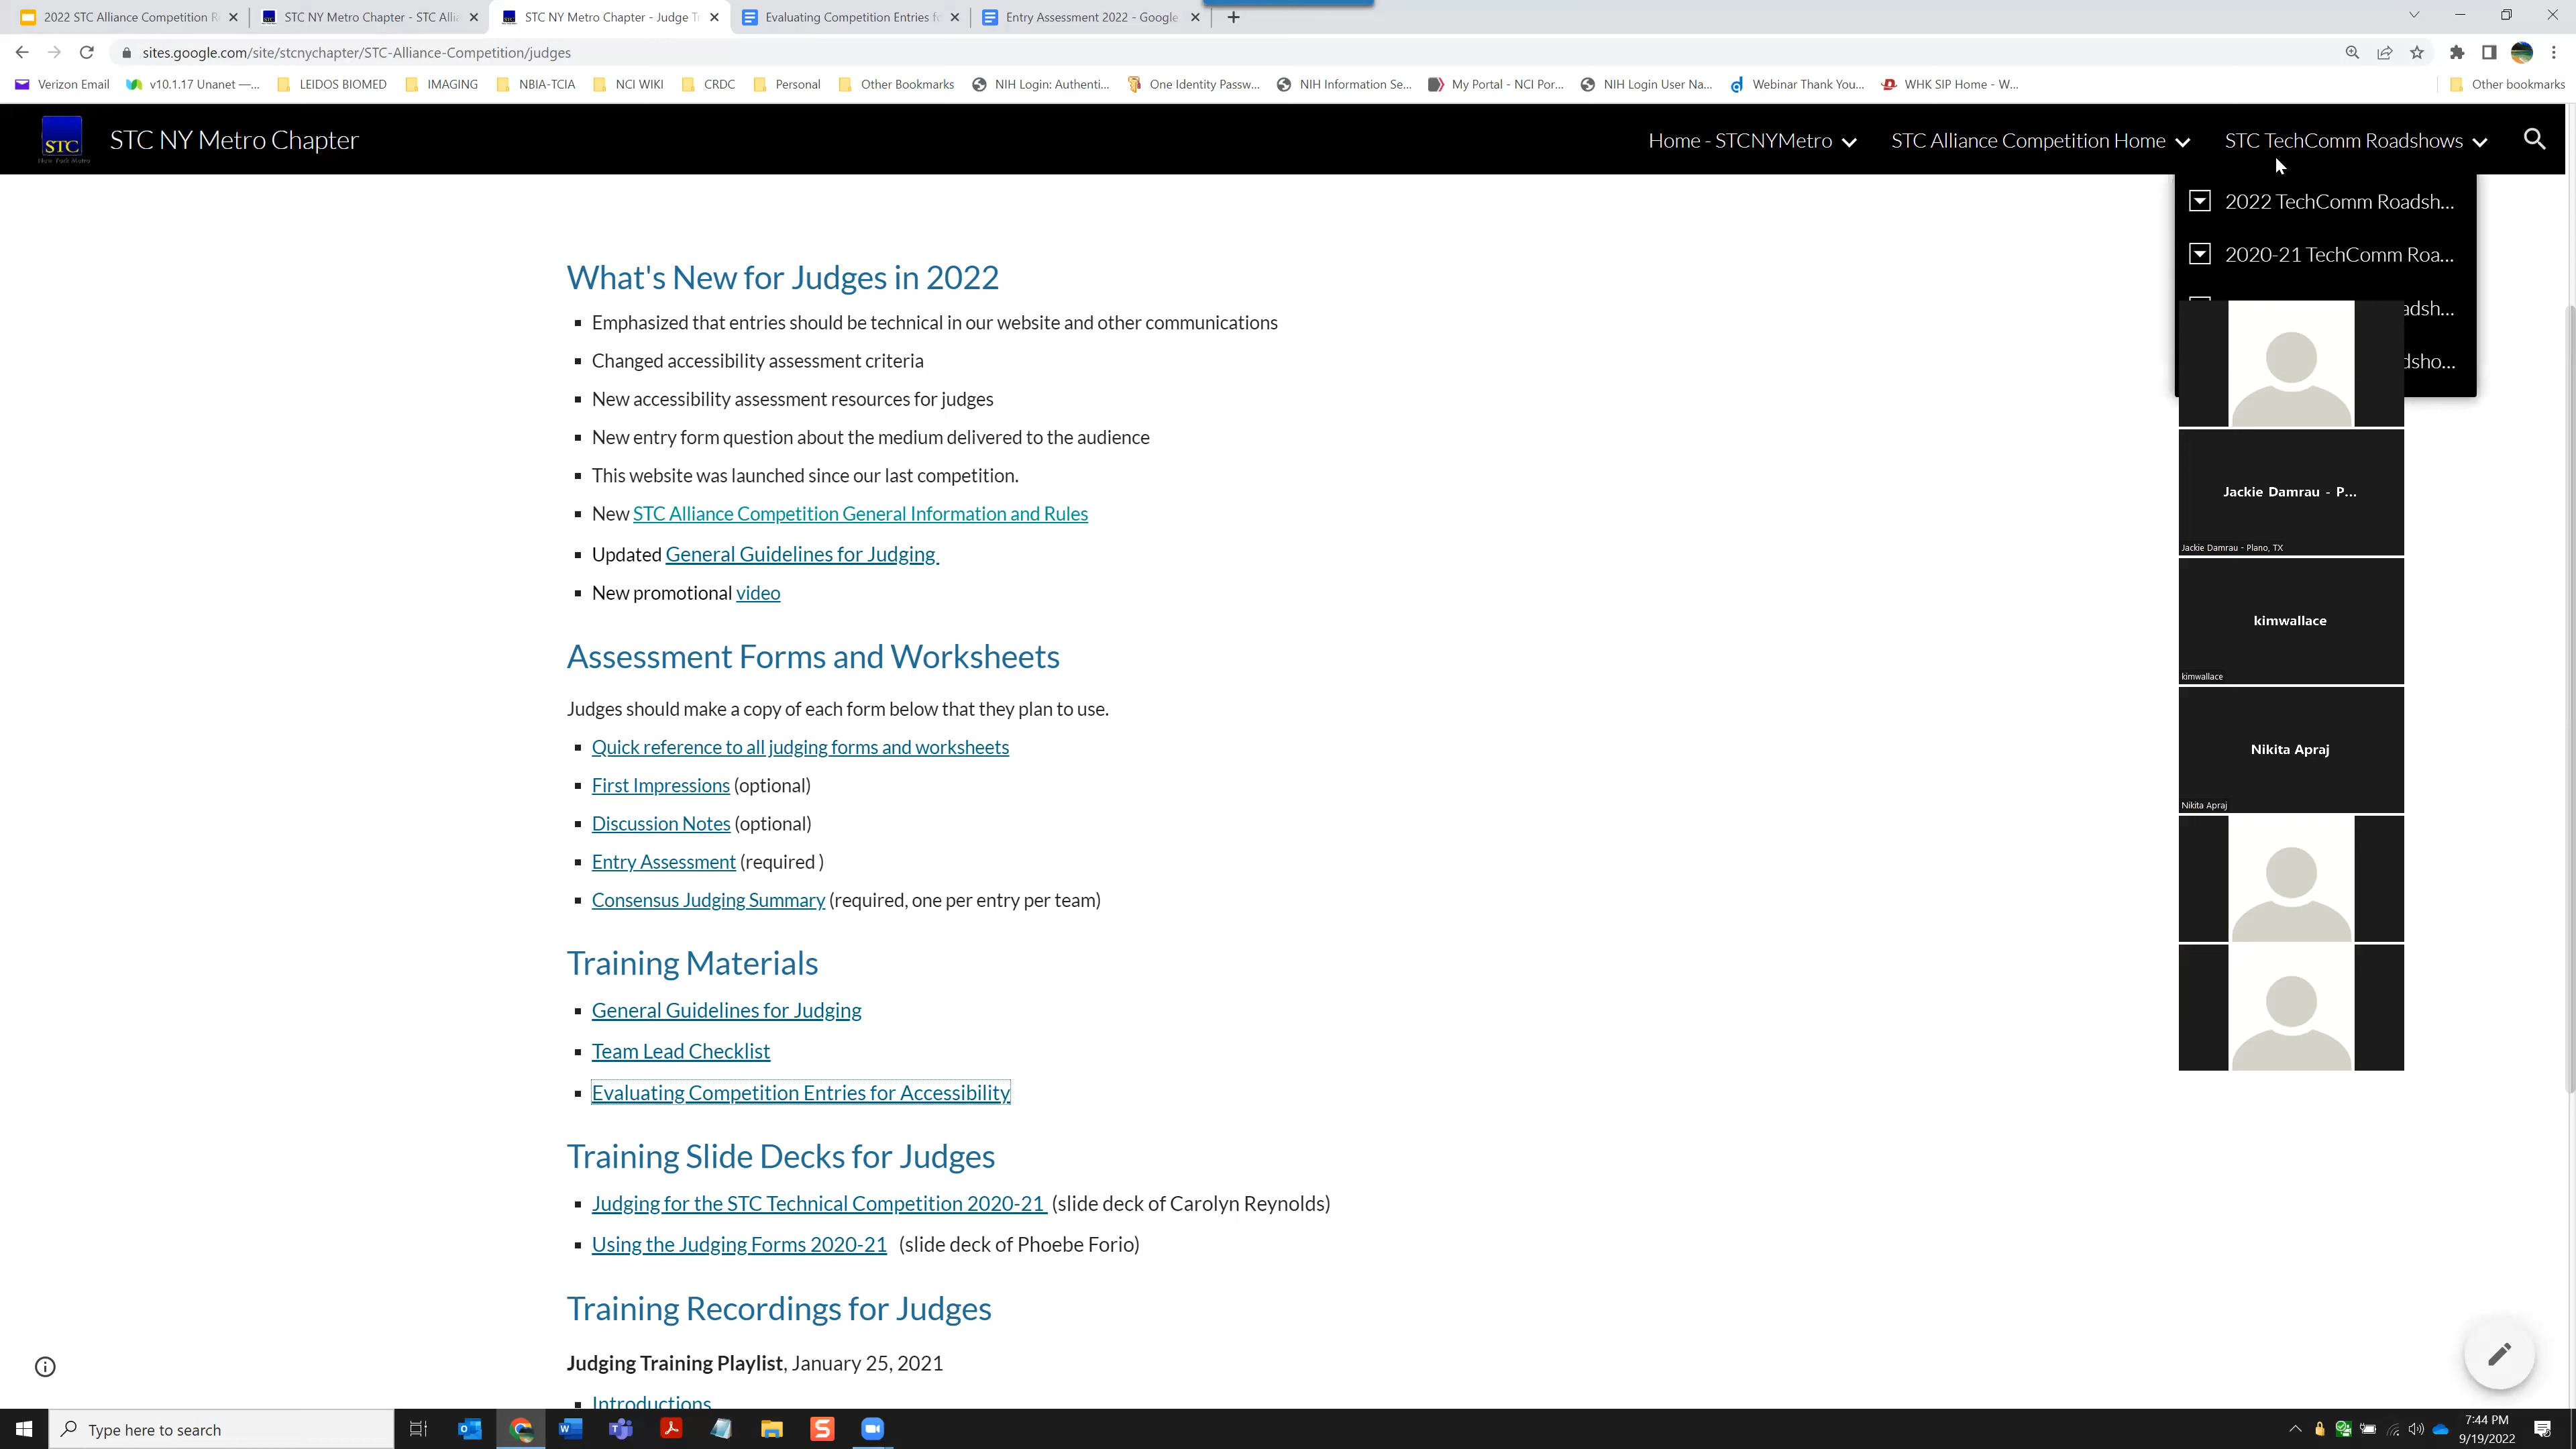 2022 STC Alliance Competition R
STC NY Metro Chapter - STC Alli
STC NY Metro Chapter - Judge T
Evaluating Competition Entries f
Entry Assessment 2022 - Google
sites.google.com/site/stcnychapter/STC-Alliance-Competition/judges
Verizon Email
v10.1.17 Unanet —...
LEIDOS BIOMED
IMAGING
NBIA-TCIA
NCI WIKI
CRDC
Personal
Other Bookmarks
NIH Login: Authenti...
One Identity Passw...
NIH Information Se...
My Portal - NCI Por...
NIH Login User Na...
Webinar Thank You...
WHK SIP Home - W...
Other bookmarks
STC
New York Metro
STC NY Metro Chapter
Home - STCNYMetro
STC Alliance Competition Home
STC TechComm Roadshows
2022 TechComm Roadsh...
2020-21 TechComm Roa...
adsh...
dsho...
What's New for Judges in 2022
Emphasized that entries should be technical in our website and other communications
Changed accessibility assessment criteria
New accessibility assessment resources for judges
New entry form question about the medium delivered to the audience
This website was launched since our last competition.
New STC Alliance Competition General Information and Rules
Updated General Guidelines for Judging
New promotional video
Assessment Forms and Worksheets
Judges should make a copy of each form below that they plan to use.
Quick reference to all judging forms and worksheets
First Impressions (optional)
Discussion Notes (optional)
Entry Assessment (required )
Consensus Judging Summary (required, one per entry per team)
Training Materials
General Guidelines for Judging
Team Lead Checklist
Evaluating Competition Entries for Accessibility
Training Slide Decks for Judges
Judging for the STC Technical Competition 2020-21 (slide deck of Carolyn Reynolds)
Using the Judging Forms 2020-21 (slide deck of Phoebe Forio)
Training Recordings for Judges
Judging Training Playlist, January 25, 2021
Introductions
Jackie Damrau - P...
Jackie Damrau - Plano, TX
kimwallace
kimwallace
Nikita Apraj
Nikita Apraj
Type here to search
7:44 PM
9/19/2022